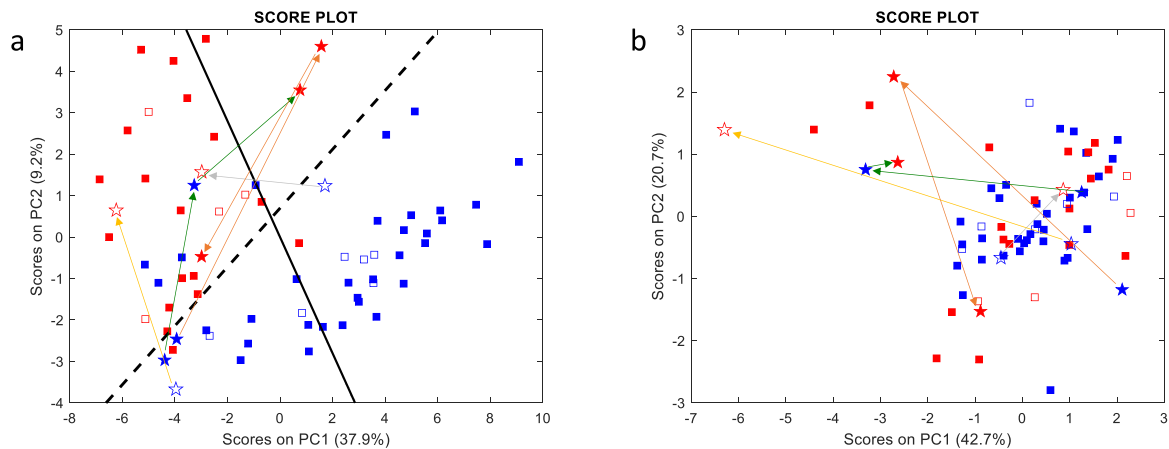 a
SCORE PLOT
5
4
3
2
1
0
-1
-2
-3
-4
Scores on PC2 (9.2%)
-8 -6 -4 -2 0 2 4 6 8 10
Scores on PC1 (37.9%)
b
SCORE PLOT
3
2
1
0
-1
-2
-3
Scores on PC2 (20.7%)
-7 -6 -5 -4 -3 -2 -1 0 1 2 3
Scores on PC1 (42.7%)